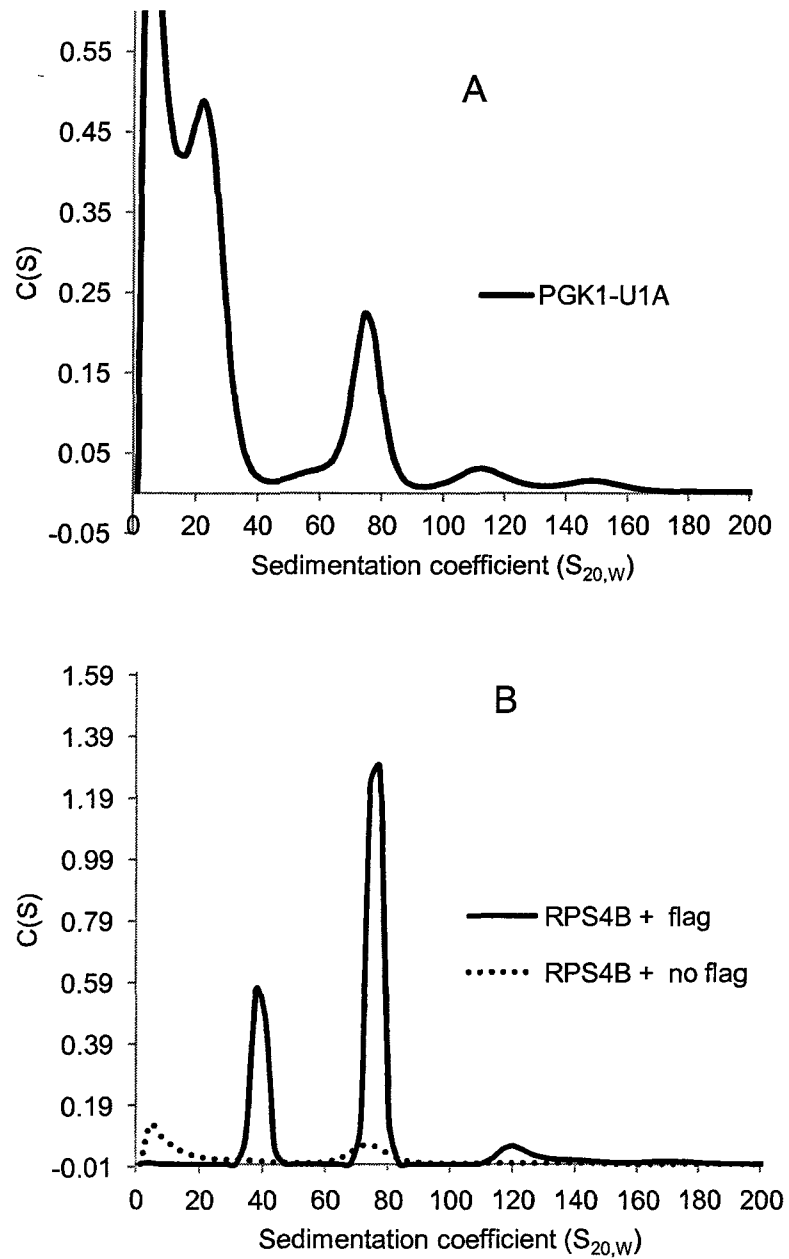 A
0.55
0.45
0.35
0.25
0.15
0.05
-0.05
C(S)
PGK1-U1A
0 20 40 60 80 100 120 140 160 180 200
Sedimentation coefficient (S20,W)
B
1.59
1.39
1.19
0.99
0.79
0.59
0.39
0.19
-0.01
C(S)
RPS4B + flag
RPS4B + no flag
0 20 40 60 80 100 120 140 160 180 200
Sedimentation coefficient (S20,W)